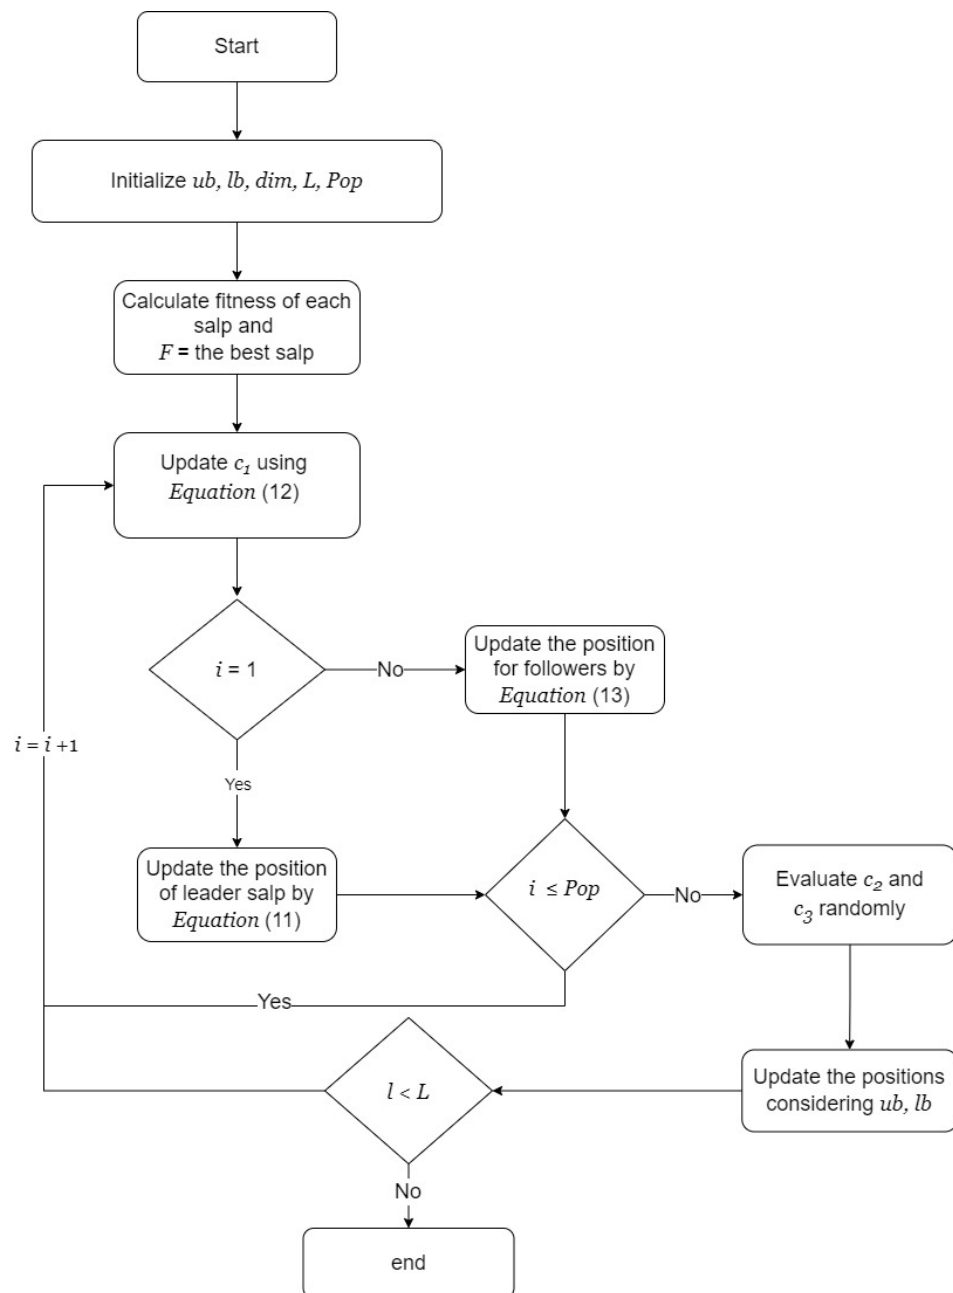 Start
Initialize ub, lb, dim, L, Pop
Calculate fitness of each
salp and
F = the best salp
Update c₁ using
Equation (12)
i = 1
No
Update the position
for followers by
Equation (13)
i = i +1
Yes
Update the position
of leader salp by
Equation (11)
i ≤ Pop
No
Evaluate c₂ and
c₃ randomly
Yes
l < L
Update the positions
considering ub, lb
No
end